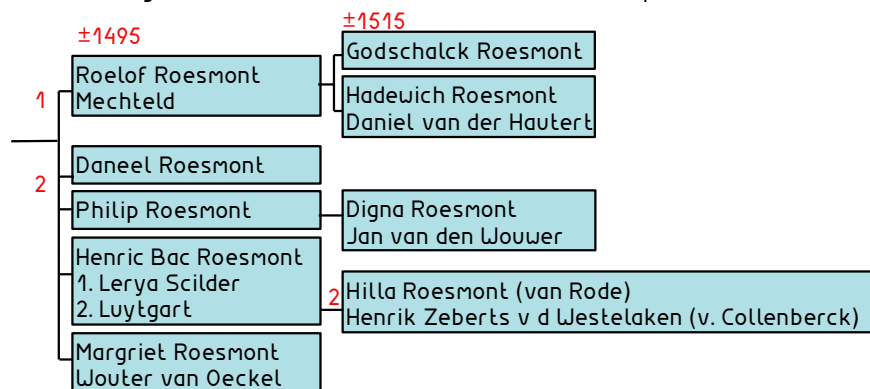 ±1495
±1515
1
Roelof Roesmont
Mechteld
Godschalck Roesmont
Hadewich Roesmont
Daniel van der Hautert
2
Daneel Roesmont
Philip Roesmont
Digna Roesmont
Jan van den Wouwer
Henric Bac Roesmont
1. Lerya Scilder
2. Luytgart
2
Hilla Roesmont (van Rode)
Henrik Zeberts v d Westelaken (v. Collenberck)
Margriet Roesmont
Wouter van Oeckel